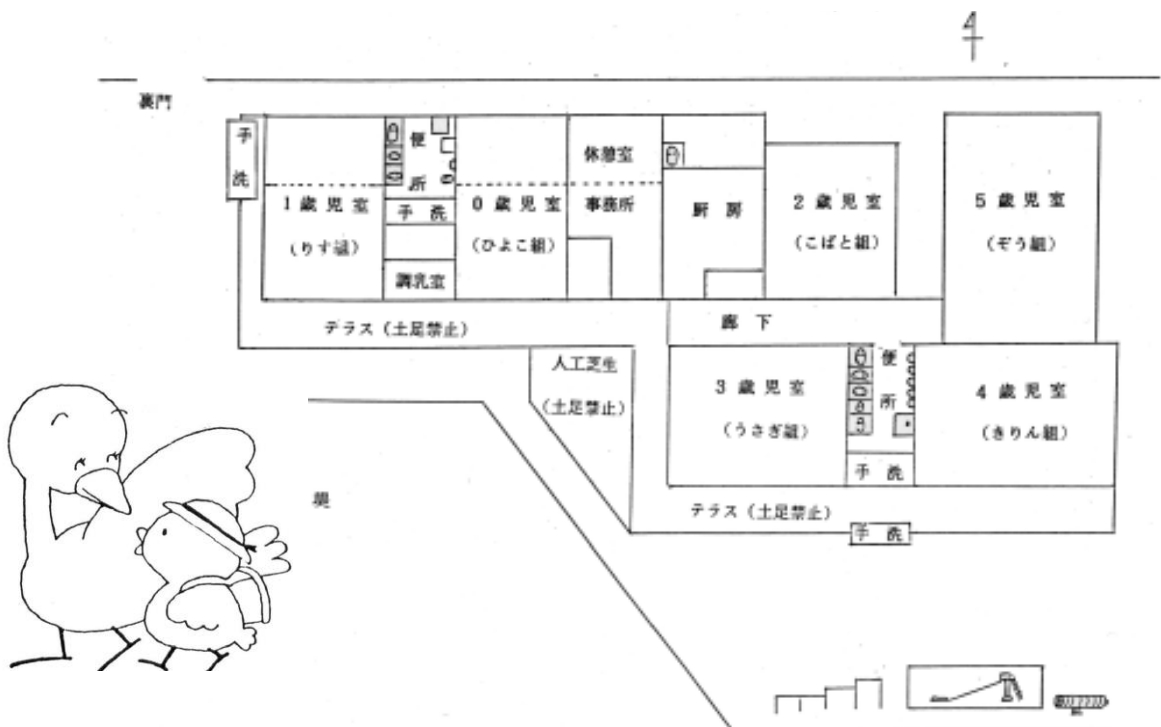 裏門
手洗
1歳児室
(りす組)
便所
手洗
調乳室
0歳児室
(ひよこ組)
休憩室
事務所
厨房
2歳児室
(こばと組)
5歳児室
(ぞう組)
テラス(土足禁止)
廊下
人工芝生
(土足禁止)
3歳児室
(うさぎ組)
便所
手洗
4歳児室
(きりん組)
テラス(土足禁止)
手洗